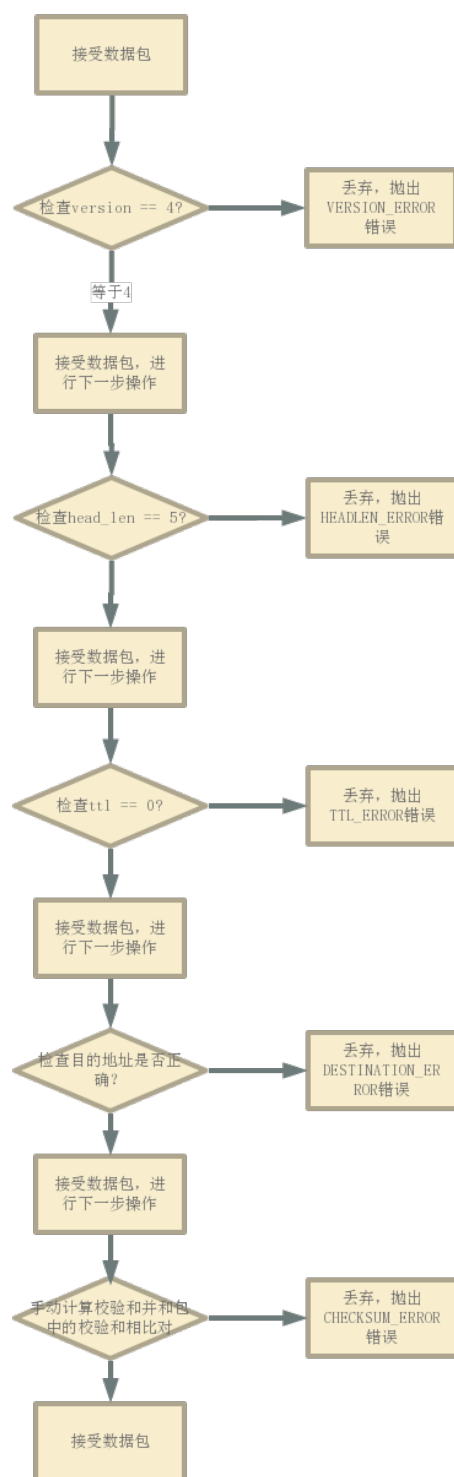 接受数据包
检查version == 4?
丢弃，抛出
VERSION_ERROR
错误
等于4
接受数据包，进
行下一步操作
检查head_len == 5?
丢弃，抛出
HEADLEN_ERROR错
误
接受数据包，进
行下一步操作
检查ttl == 0?
丢弃，抛出
TTL_ERROR错误
接受数据包，进
行下一步操作
检查目的地址是否正
确？
丢弃，抛出
DESTINATION_ER
ROR错误
接受数据包，进
行下一步操作
手动计算校验和并和包
中的校验和相比对
丢弃，抛出
CHECKSUM_ERROR
错误
接受数据包